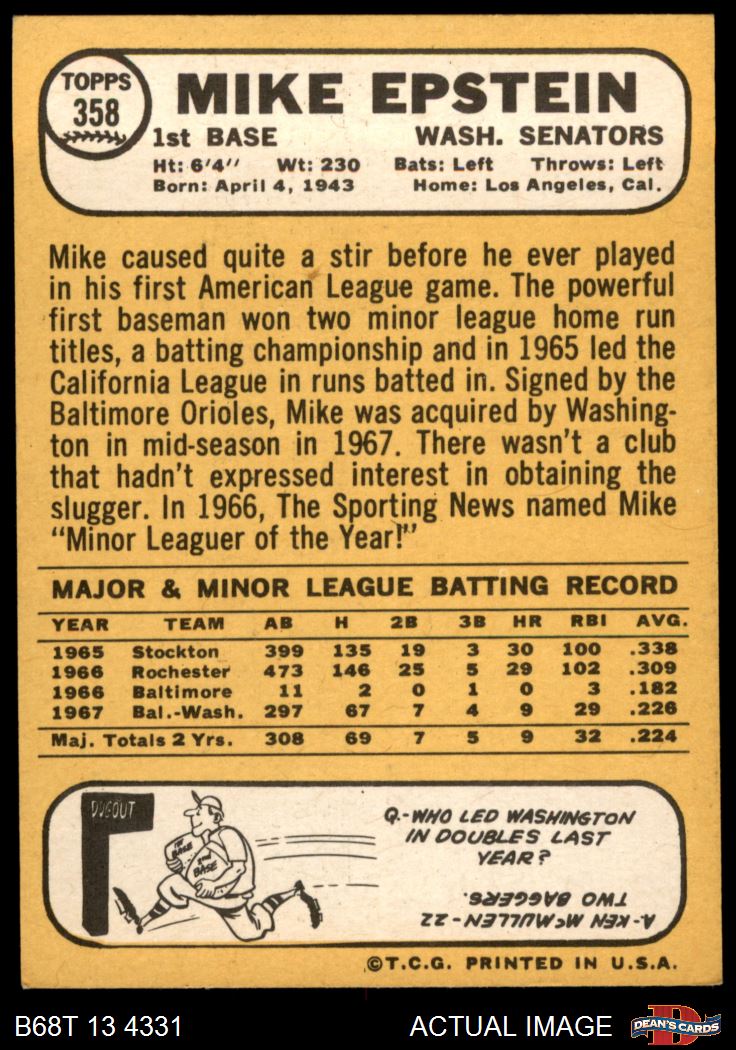 TOPPS
358
MIKE EPSTEIN
1st BASE WASH. SENATORS
Ht: 6'4'' Wt: 230 Bats: Left Throws: Left
Born: April 4, 1943 Home: Los Angeles, Cal.
Mike caused quite a stir before he ever played
in his first American League game. The powerful
first baseman won two minor league home run
titles, a batting championship and in 1965 led the
California League in runs batted in. Signed by the
Baltimore Orioles, Mike was acquired by Washing-
ton in mid-season in 1967. There wasn't a club
that hadn't expressed interest in obtaining the
slugger. In 1966, The Sporting News named Mike
"Minor Leaguer of the Year!"
MAJOR & MINOR LEAGUE BATTING RECORD
YEAR TEAM AB H 2B 3B HR RBI AVG.
1965 Stockton 399 135 19 3 30 100 .338
1966 Rochester 473 146 25 5 29 102 .309
1966 Baltimore 11 2 0 1 0 3 .182
1967 Bal.-Wash. 297 67 7 4 9 29 .226
Maj. Totals 2 Yrs. 308 69 7 5 9 32 .224
DUGOUT
1ST BASE
2ND BASE
Q.-WHO LED WASHINGTON
IN DOUBLES LAST
YEAR?
A-KEN McMULLEN-22
TWO BAGGERS.
©T.C.G. PRINTED IN U.S.A.
B68T 13 4331 ACTUAL IMAGE DEAN'S CARDS